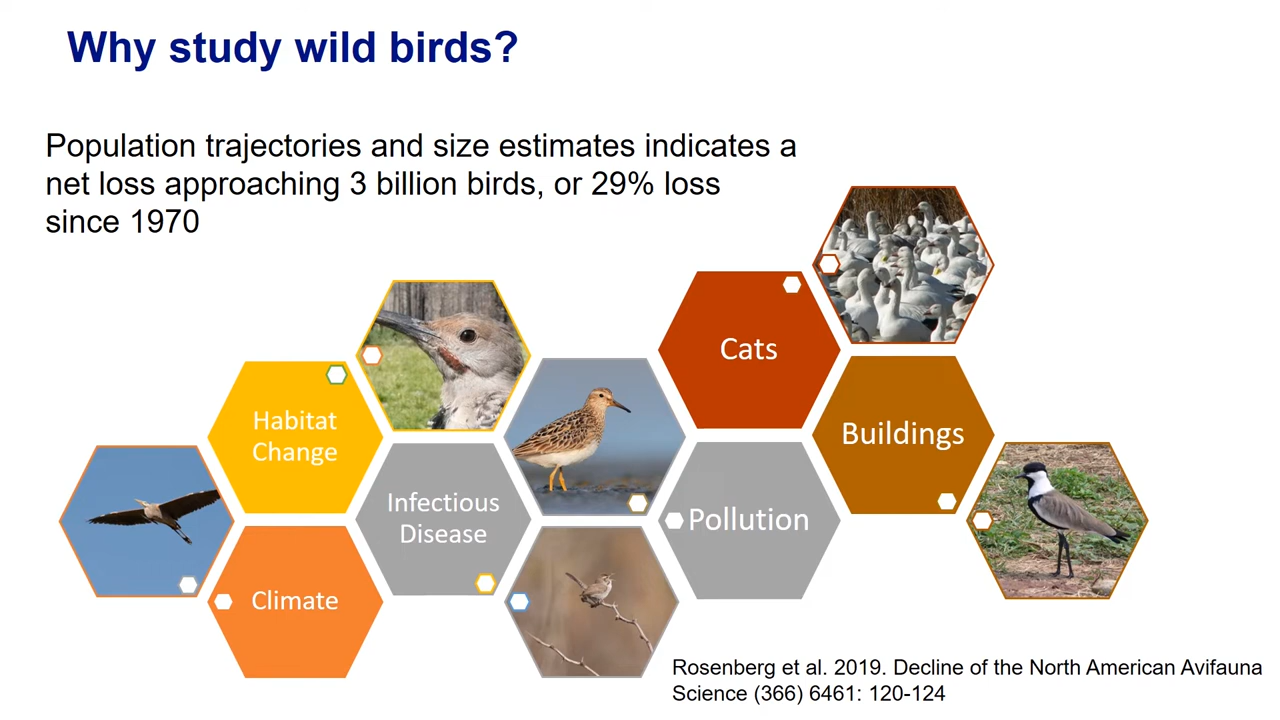 Why study wild birds?
Population trajectories and size estimates indicates a
net loss approaching 3 billion birds, or 29% loss
since 1970
Cats
Habitat
Change
Buildings
Infectious
Disease
Pollution
Climate
Rosenberg et al. 2019. Decline of the North American Avifauna
Science (366) 6461: 120-124